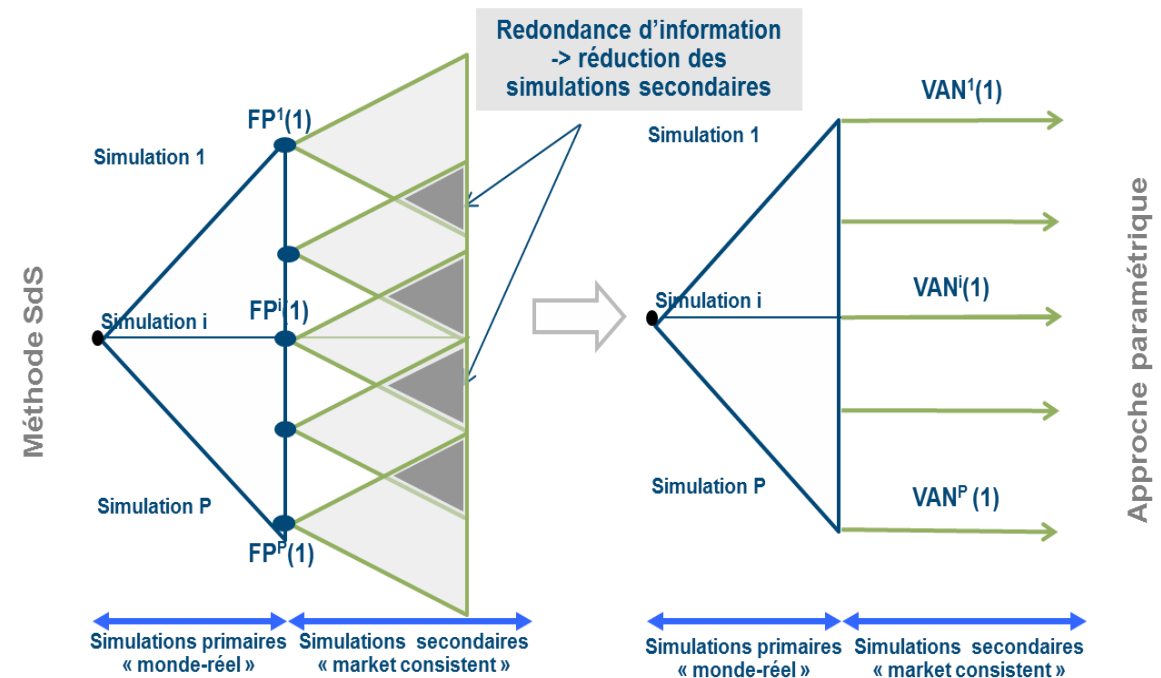 Redondance d’information
-> réduction des
simulations secondaires
Méthode SdS
FP¹(1)
Simulation 1
Simulation i
FPⁱ(1)
Simulation P
FPᴾ(1)
Simulations primaires
« monde-réel »
Simulations secondaires
« market consistent »
VAN¹(1)
Simulation 1
Simulation i
VANⁱ(1)
Simulation P
VANᴾ (1)
Simulations primaires
« monde-réel »
Simulations secondaires
« market consistent »
Approche paramétrique